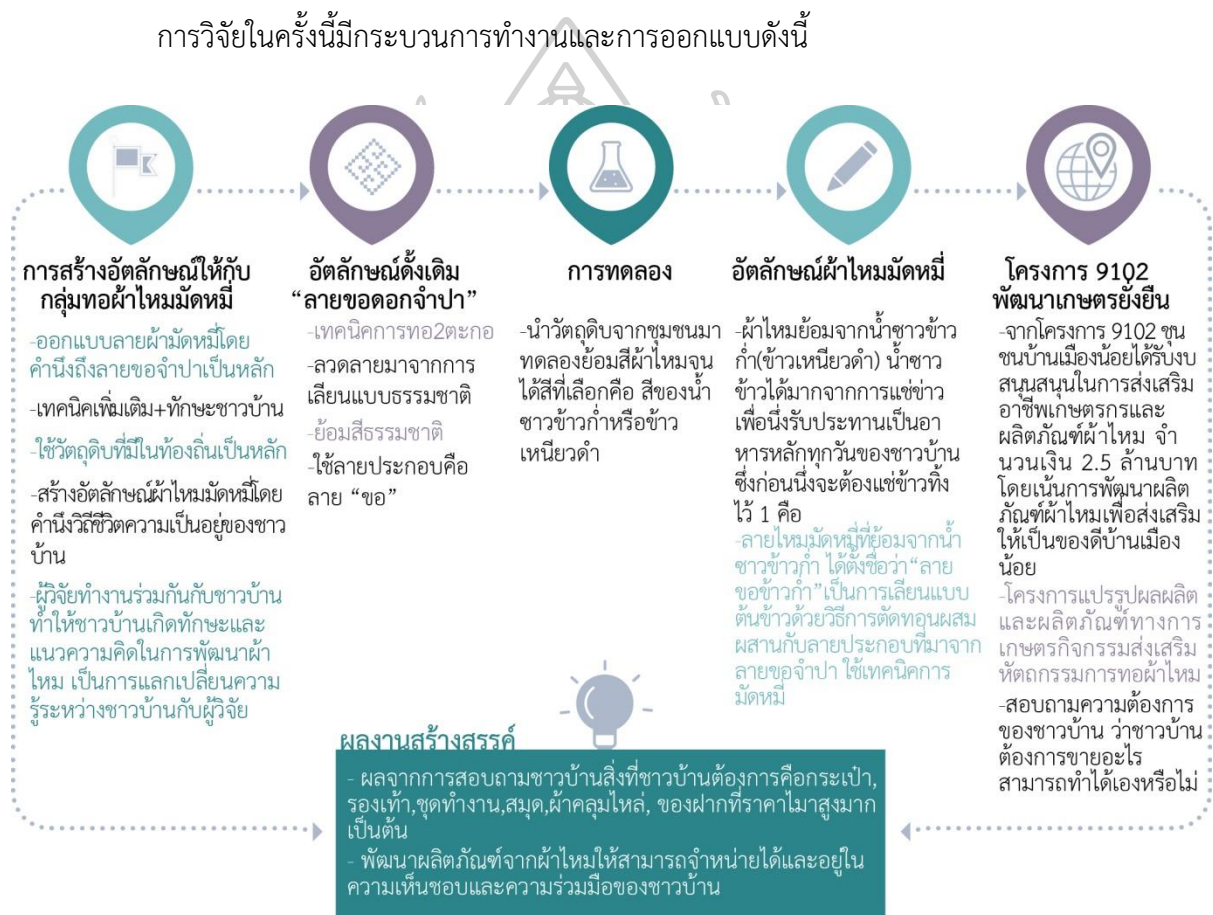 การวิจัยในครั้งนี้มีกระบวนการทำงานและการออกแบบดังนี้
การสร้างอัตลักษณ์ให้กับ
กลุ่มทอผ้าไหมมัดหมี่
-ออกแบบลายผ้ามัดหมี่โดย
คำนึงถึงลายขอจำปาเป็นหลัก
-เทคนิคเพิ่มเติม+ทักษะชาวบ้าน
-ใช้วัตถุดิบที่มีในท้องถิ่นเป็นหลัก
-สร้างอัตลักษณ์ผ้าไหมมัดหมี่โดย
คำนึงวิถีชีวิตความเป็นอยู่ของชาว
บ้าน
-ผู้วิจัยทำงานร่วมกันกับชาวบ้าน
ทำให้ชาวบ้านเกิดทักษะและ
แนวความคิดในการพัฒนาผ้า
ไหม เป็นการแลกเปลี่ยนความ
รู้ระหว่างชาวบ้านกับผู้วิจัย
อัตลักษณ์ดั้งเดิม
“ลายขอดอกจำปา”
-เทคนิคการทอ2ตะกอ
-ลวดลายมาจากการ
เลียนแบบธรรมชาติ
-ย้อมสีธรรมชาติ
-ใช้ลายประกอบคือ
ลาย “ขอ”
การทดลอง
-นำวัตถุดิบจากชุมชนมา
ทดลองย้อมสีผ้าไหมจน
ได้สีที่เลือกคือ สีของน้ำ
ซาวข้าวก่ำหรือข้าว
เหนียวดำ
อัตลักษณ์ผ้าไหมมัดหมี่
-ผ้าไหมย้อมจากน้ำซาวข้าว
ก่ำ(ข้าวเหนียวดำ) น้ำซาว
ข้าวได้มาจากการแช่ข่าว
เพื่อนึ่งรับประทานเป็นอา
หารหลักทุกวันของชาวบ้าน
ซึ่งก่อนนึ่งจะต้องแช่ข้าวทิ้ง
ไว้ 1 คือ
-ลายไหมมัดหมี่ที่ย้อมจากน้ำ
ซาวข้าวก่ำ ได้ตั้งชื่อว่า“ลาย
ขอข้าวก่ำ”เป็นการเลียนแบบ
ต้นข้าวด้วยวิธีการตัดทอนผสม
ผสานกับลายประกอบที่มาจาก
ลายขอจำปา ใช้เทคนิคการ
มัดหมี่
โครงการ 9102
พัฒนาเกษตรยั่งยืน
-จากโครงการ 9102 ชุน
ชนบ้านเมืองน้อยได้รับงบ
สนุนสนุนในการส่งเสริม
อาชีพเกษตรกรและ
ผลิตภัณฑ์ผ้าไหม จำ
นวนเงิน 2.5 ล้านบาท
โดยเน้นการพัฒนาผลิต
ภัณฑ์ผ้าไหมเพื่อส่งเสริม
ให้เป็นของดีบ้านเมือง
น้อย
-โครงการแปรรูปผลผลิต
และผลิตภัณฑ์ทางการ
เกษตรกิจกรรมส่งเสริม
หัตถกรรมการทอผ้าไหม
-สอบถามความต้องการ
ของชาวบ้าน ว่าชาวบ้าน
ต้องการขายอะไร
สามารถทำได้เองหรือไม่
ผลงานสร้างสรรค์
- ผลจากการสอบถามชาวบ้านสิ่งที่ชาวบ้านต้องการคือกระเป๋า,
รองเท้า,ชุดทำงาน,สมุด,ผ้าคลุมไหล่, ของฝากที่ราคาไมาสูงมาก
เป็นต้น
- พัฒนาผลิตภัณฑ์จากผ้าไหมให้สามารถจำหน่ายได้และอยู่ใน
ความเห็นชอบและความร่วมมือของชาวบ้าน